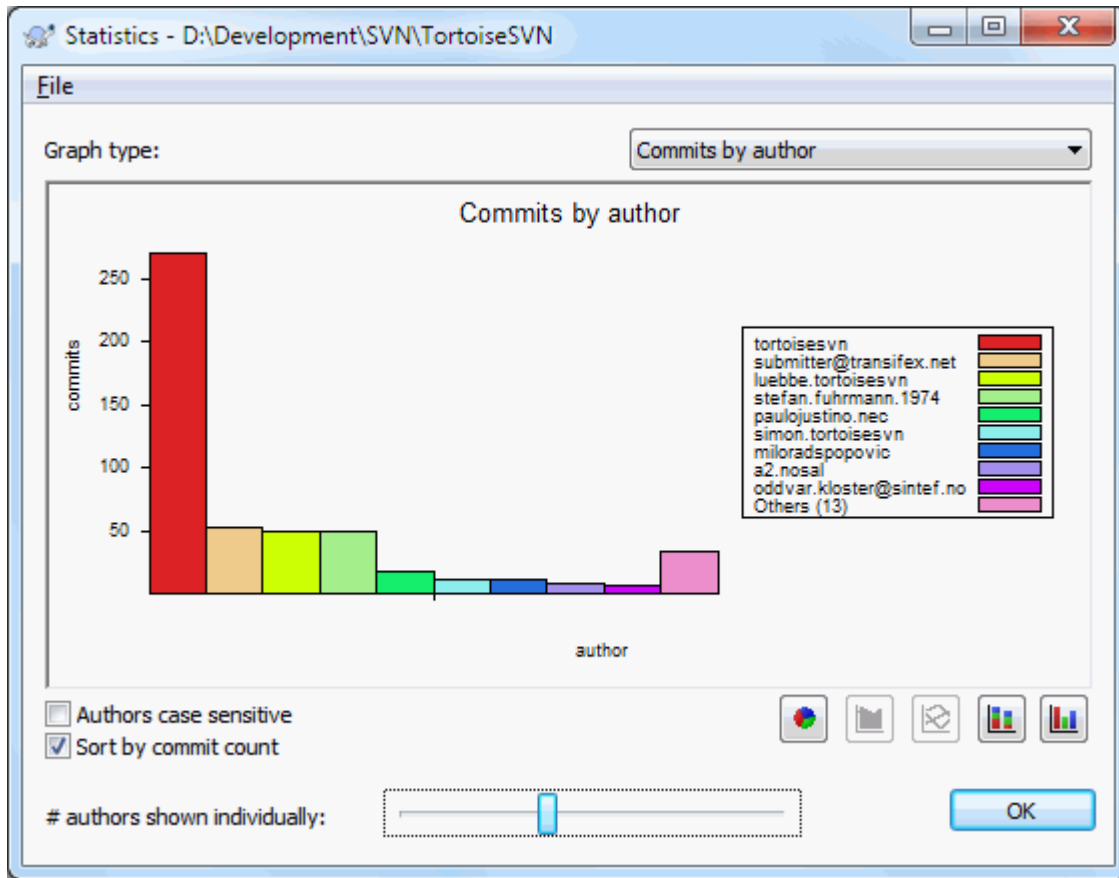 Statistics - D:\Development\SVN\TortoiseSVN
File
Graph type:
Commits by author
Commits by author
250
200
150
100
50
commits
author
tortoisesvn
submitter@transifex.net
luebbe.tortoisesvn
stefan.fuhrmann.1974
paulojustino.nec
simon.tortoisesvn
miloradspopovic
a2.nosal
oddvar.kloster@sintef.no
Others (13)
Authors case sensitive
Sort by commit count
# authors shown individually:
OK